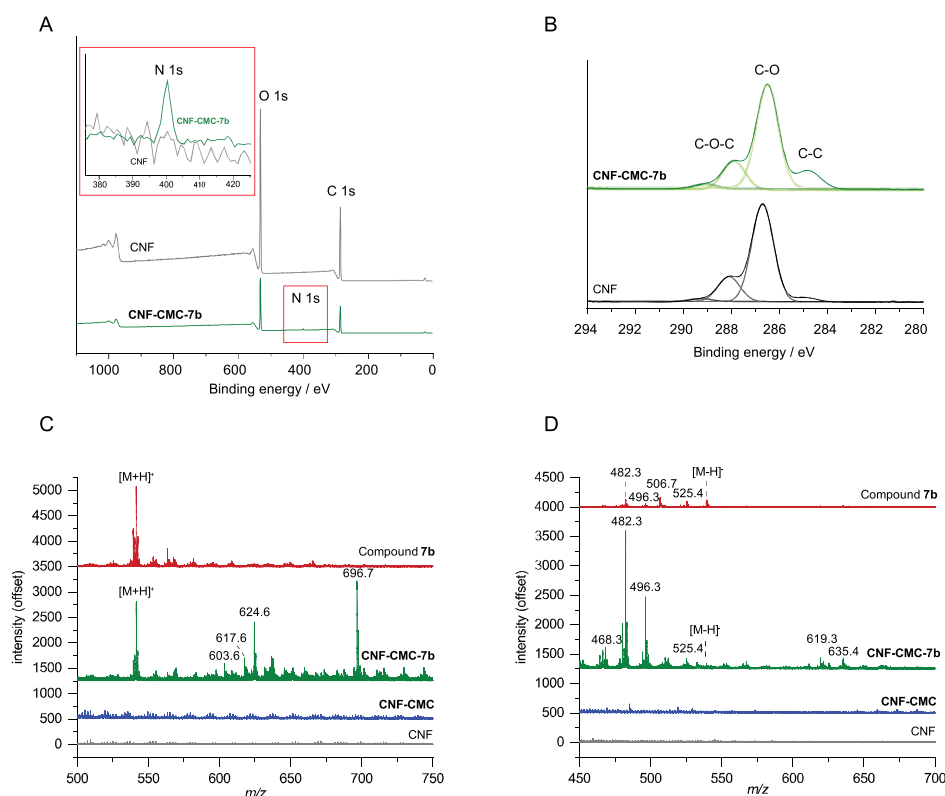 A
N 1s
CNF-CMC-7b
CNF
380 390 400 410 420
O 1s
C 1s
CNF
N 1s
CNF-CMC-7b
1000 800 600 400 200 0
Binding energy / eV
B
C-O
C-O-C
C-C
CNF-CMC-7b
CNF
294 292 290 288 286 284 282 280
Binding energy / eV
C
[M+H]+
5000
4500
4000
Compound 7b
3500
696.7
3000
[M+H]+
2500
624.6
2000
617.6
603.6
CNF-CMC-7b
1500
1000
CNF-CMC
500
CNF
0
intensity (offset)
500 550 600 650 700 750
m/z
D
482.3
[M-H]-
506.7
4500
496.3
525.4
Compound 7b
4000
482.3
3500
3000
2500
496.3
2000
[M-H]-
468.3
525.4
619.3
635.4
CNF-CMC-7b
1500
1000
CNF-CMC
500
CNF
0
intensity (offset)
450 500 550 600 650 700
m/z